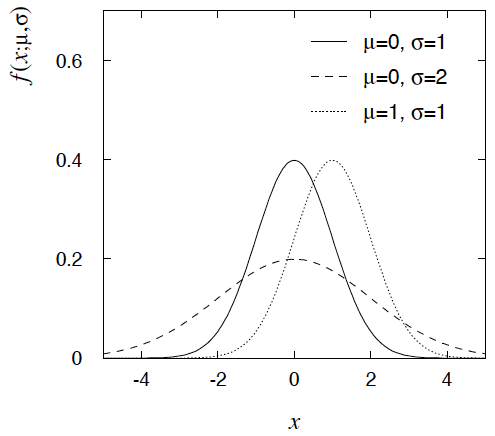 f(x;μ,σ)
μ=0, σ=1
μ=0, σ=2
μ=1, σ=1
0.6
0.4
0.2
0
-4 -2 0 2 4
x